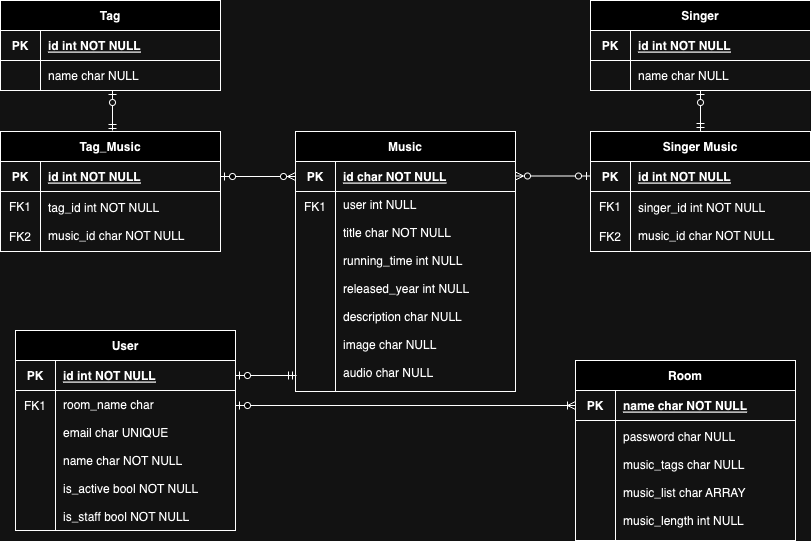 Tag
PK id int NOT NULL
name char NULL
Singer
PK id int NOT NULL
name char NULL
Tag_Music
PK id int NOT NULL
FK1 tag_id int NOT NULL
FK2 music_id char NOT NULL
Music
PK id char NOT NULL
FK1 user int NULL
title char NOT NULL
running_time int NULL
released_year int NULL
description char NULL
image char NULL
audio char NULL
Singer Music
PK id int NOT NULL
FK1 singer_id int NOT NULL
FK2 music_id char NOT NULL
User
PK id int NOT NULL
FK1 room_name char
email char UNIQUE
name char NOT NULL
is_active bool NOT NULL
is_staff bool NOT NULL
Room
PK name char NOT NULL
password char NULL
music_tags char NULL
music_list char ARRAY
music_length int NULL